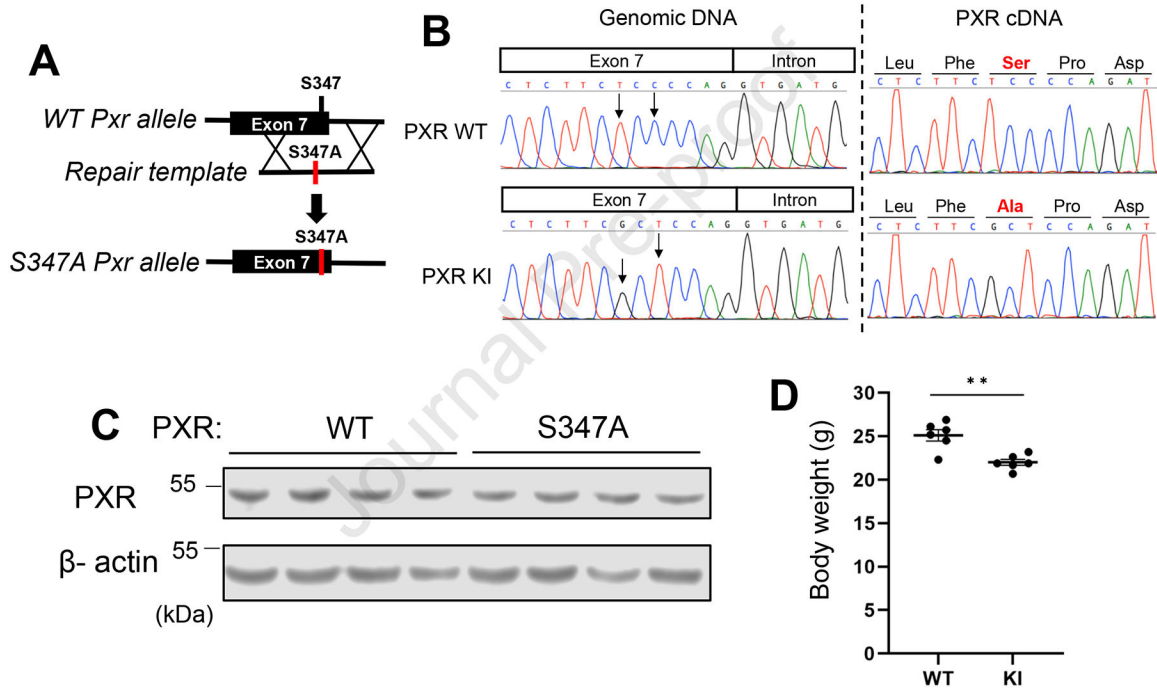 A
S347
WT Pxr allele
Exon 7
S347A
Repair template
S347A
S347A Pxr allele
Exon 7
B
Genomic DNA
PXR cDNA
Exon 7
Intron
C T C T T C T C C C C A G G T G A T G
PXR WT
Leu Phe Ser Pro Asp
C T C T T C T C C C C A G A T
Exon 7
Intron
C T C T T C G C T C C A G G T G A T G
PXR KI
Leu Phe Ala Pro Asp
C T C T T C G C T C C A G A T
C
PXR: WT S347A
PXR
55
β- actin
55
(kDa)
D
Body weight (g)
**
30
25
20
15
10
5
0
WT KI
Journal Pre-proof